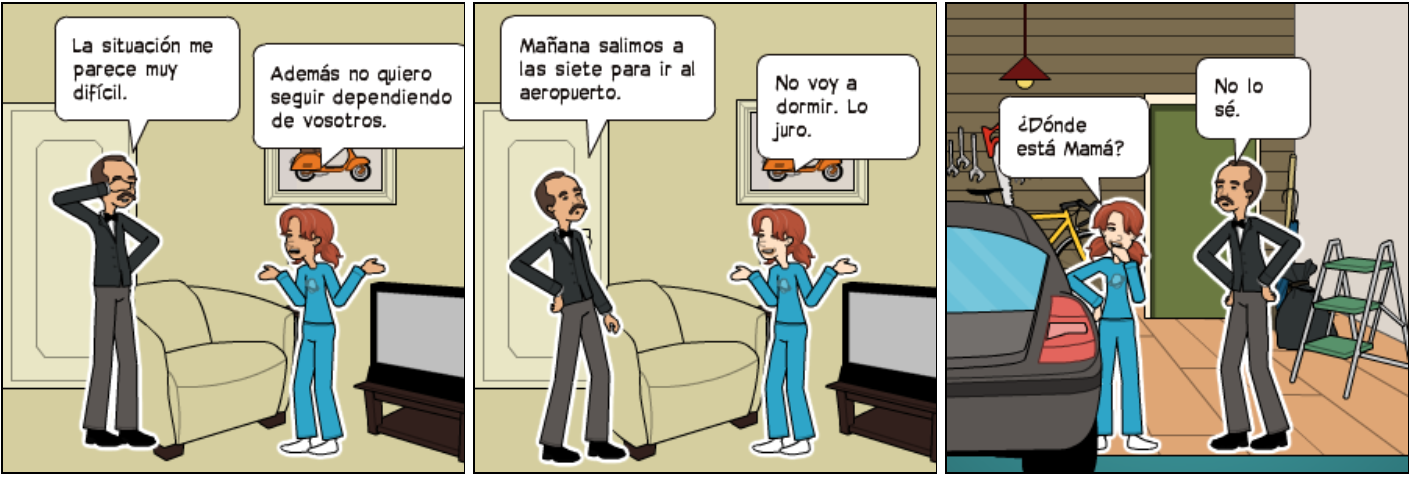 La situación me
parece muy
difícil.
Además no quiero
seguir dependiendo
de vosotros.
Mañana salimos a
las siete para ir al
aeropuerto.
No voy a
dormir. Lo
juro.
¿Dónde
está Mamá?
No lo
sé.